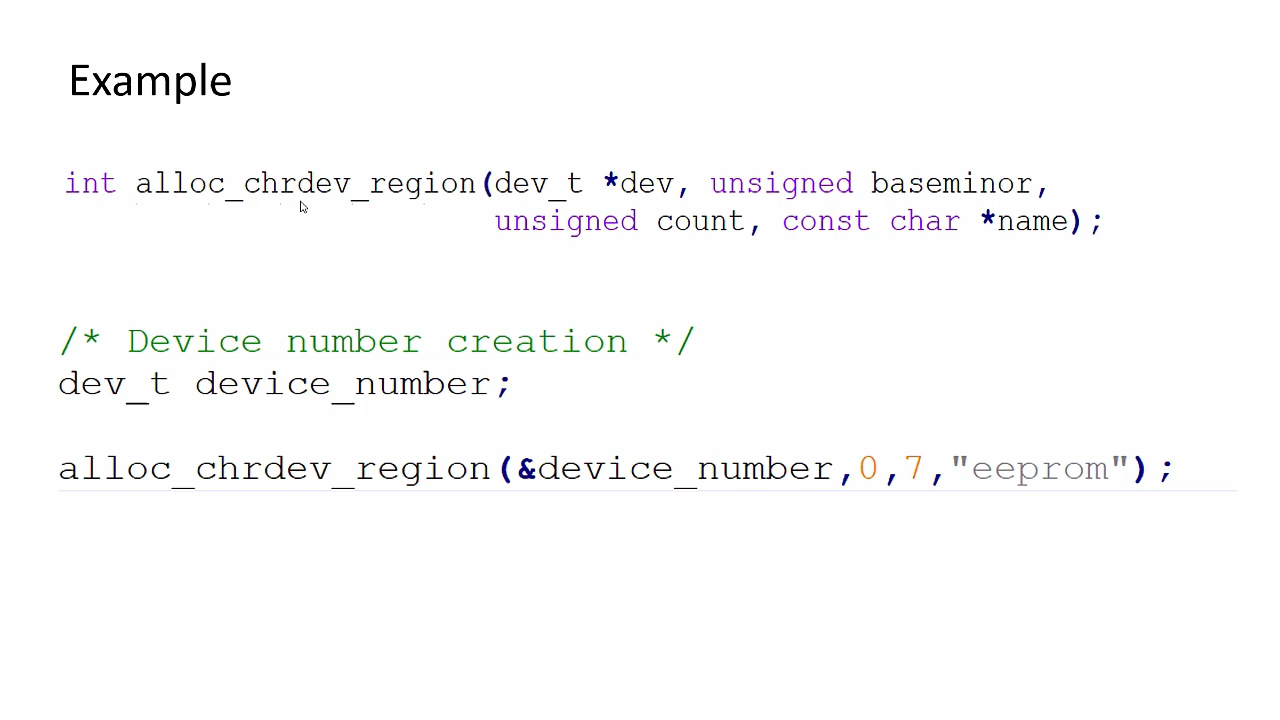 Example
int alloc_chrdev_region(dev_t *dev, unsigned baseminor,
unsigned count, const char *name);
/* Device number creation */
dev_t device_number;
alloc_chrdev_region(&device_number,0,7,"eeprom");